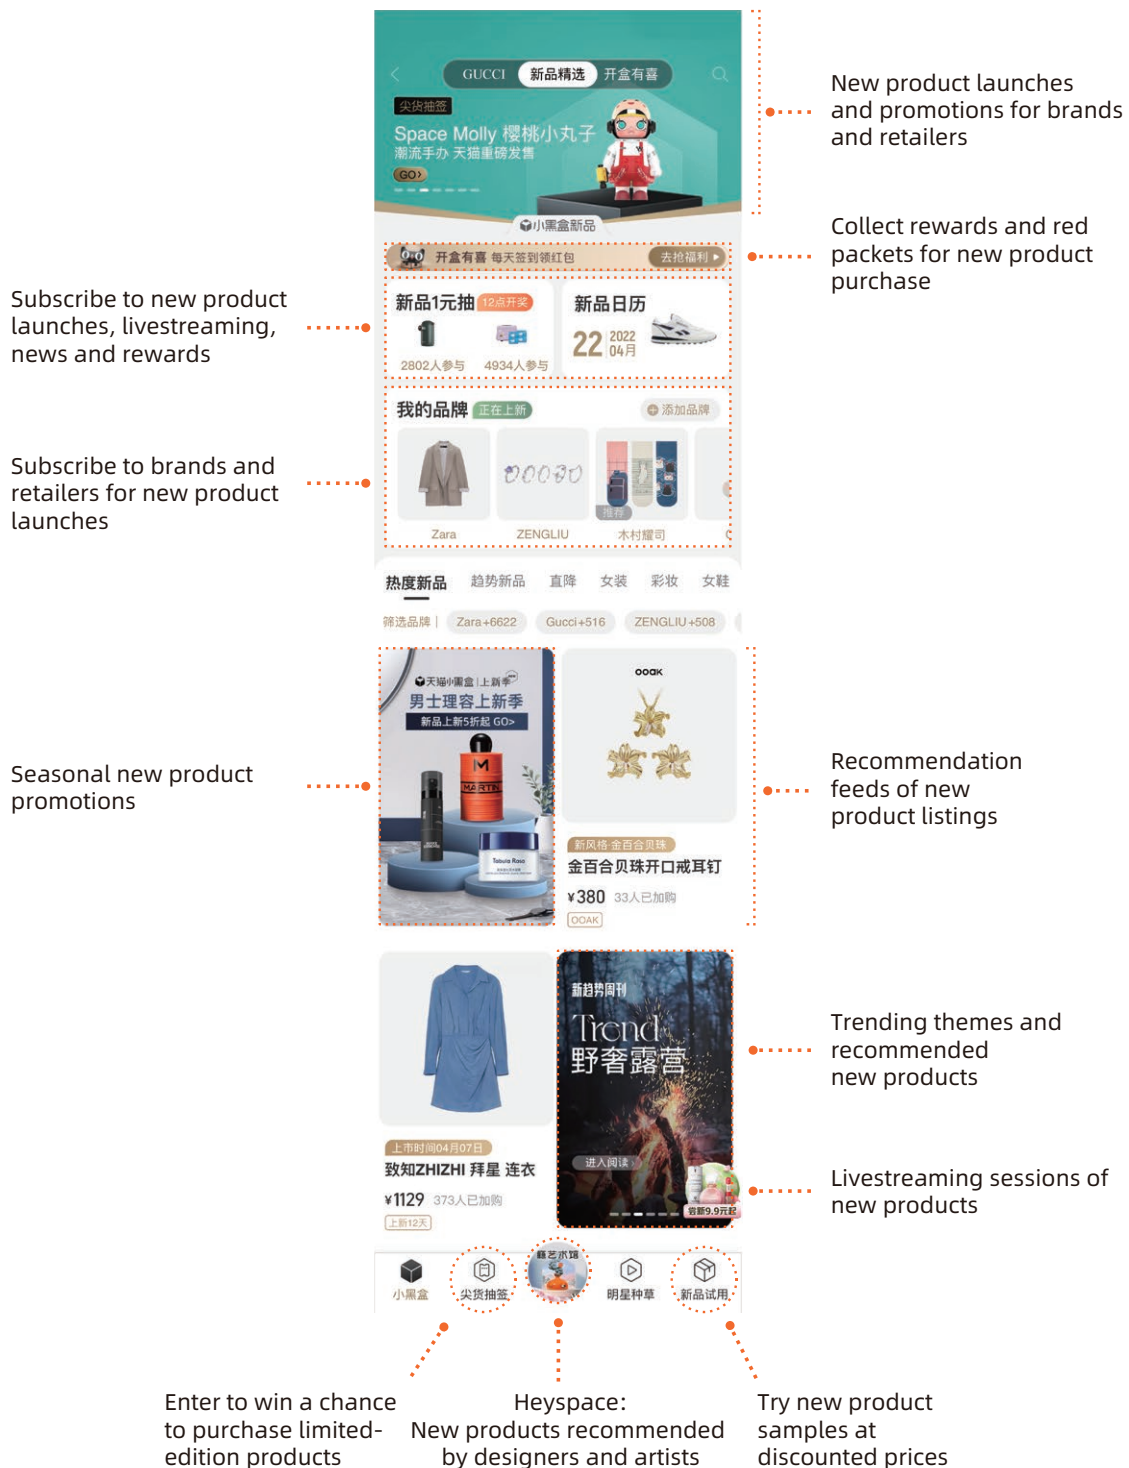 GUCCI 新品精选 开盒有喜
尖货抽签
Space Molly 樱桃小丸子
潮流手办 天猫重磅发售
GO›
New product launches
and promotions for brands
and retailers
小黑盒新品
开盒有喜 每天签到领红包 去抢福利
Collect rewards and red
packets for new product
purchase
Subscribe to new product
launches, livestreaming,
news and rewards
新品1元抽 12点开奖
2802人参与 4934人参与
新品日历
22 2022
04月
我的品牌 正在上新 添加品牌
推荐
Zara ZENGLIU 木村耀司
Subscribe to brands and
retailers for new product
launches
热度新品 趋势新品 直降 女装 彩妆 女鞋
筛选品牌 | Zara+6622 Gucci+516 ZENGLIU+508
天猫小黑盒 | 上新季
男士理容上新季
新品上新5折起 GO>
M
MARTIN
Tabula Rasa
Seasonal new product
promotions
OOAK
新风格·金百合贝珠
金百合贝珠开口戒耳钉
¥380 33人已加购
OOAK
Recommendation
feeds of new
product listings
上市时间04月07日
致知ZHIZHI 拜星 连衣
¥1129 373人已加购
上新12天
新趋势周刊
Trend
野奢露营
进入阅读
尝新9.9元起
Trending themes and
recommended
new products
Livestreaming sessions of
new products
小黑盒 尖货抽签 明星种草 新品试用
Enter to win a chance
to purchase limited-
edition products
Heyspace:
New products recommended
by designers and artists
Try new product
samples at
discounted prices